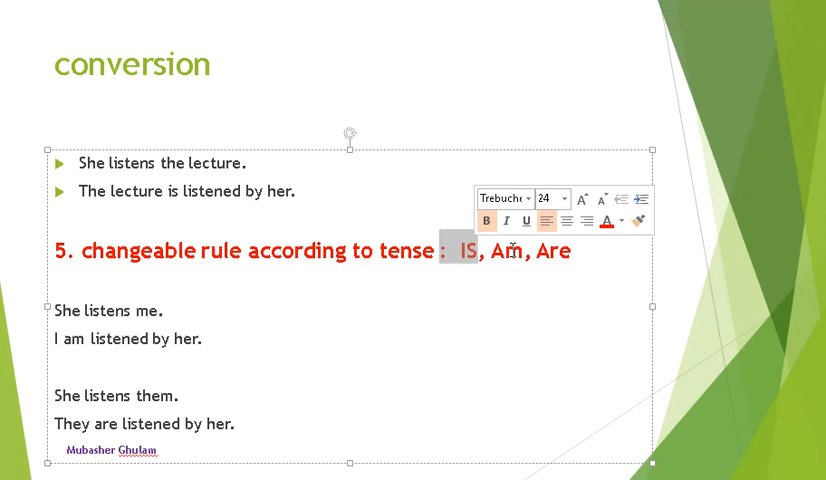 conversion
She listens the lecture.
The lecture is listened by her.
Trebuche 24
B I U A
5. changeable rule according to tense : IS, Am, Are
She listens me.
I am listened by her.
She listens them.
They are listened by her.
Mubasher Ghulam